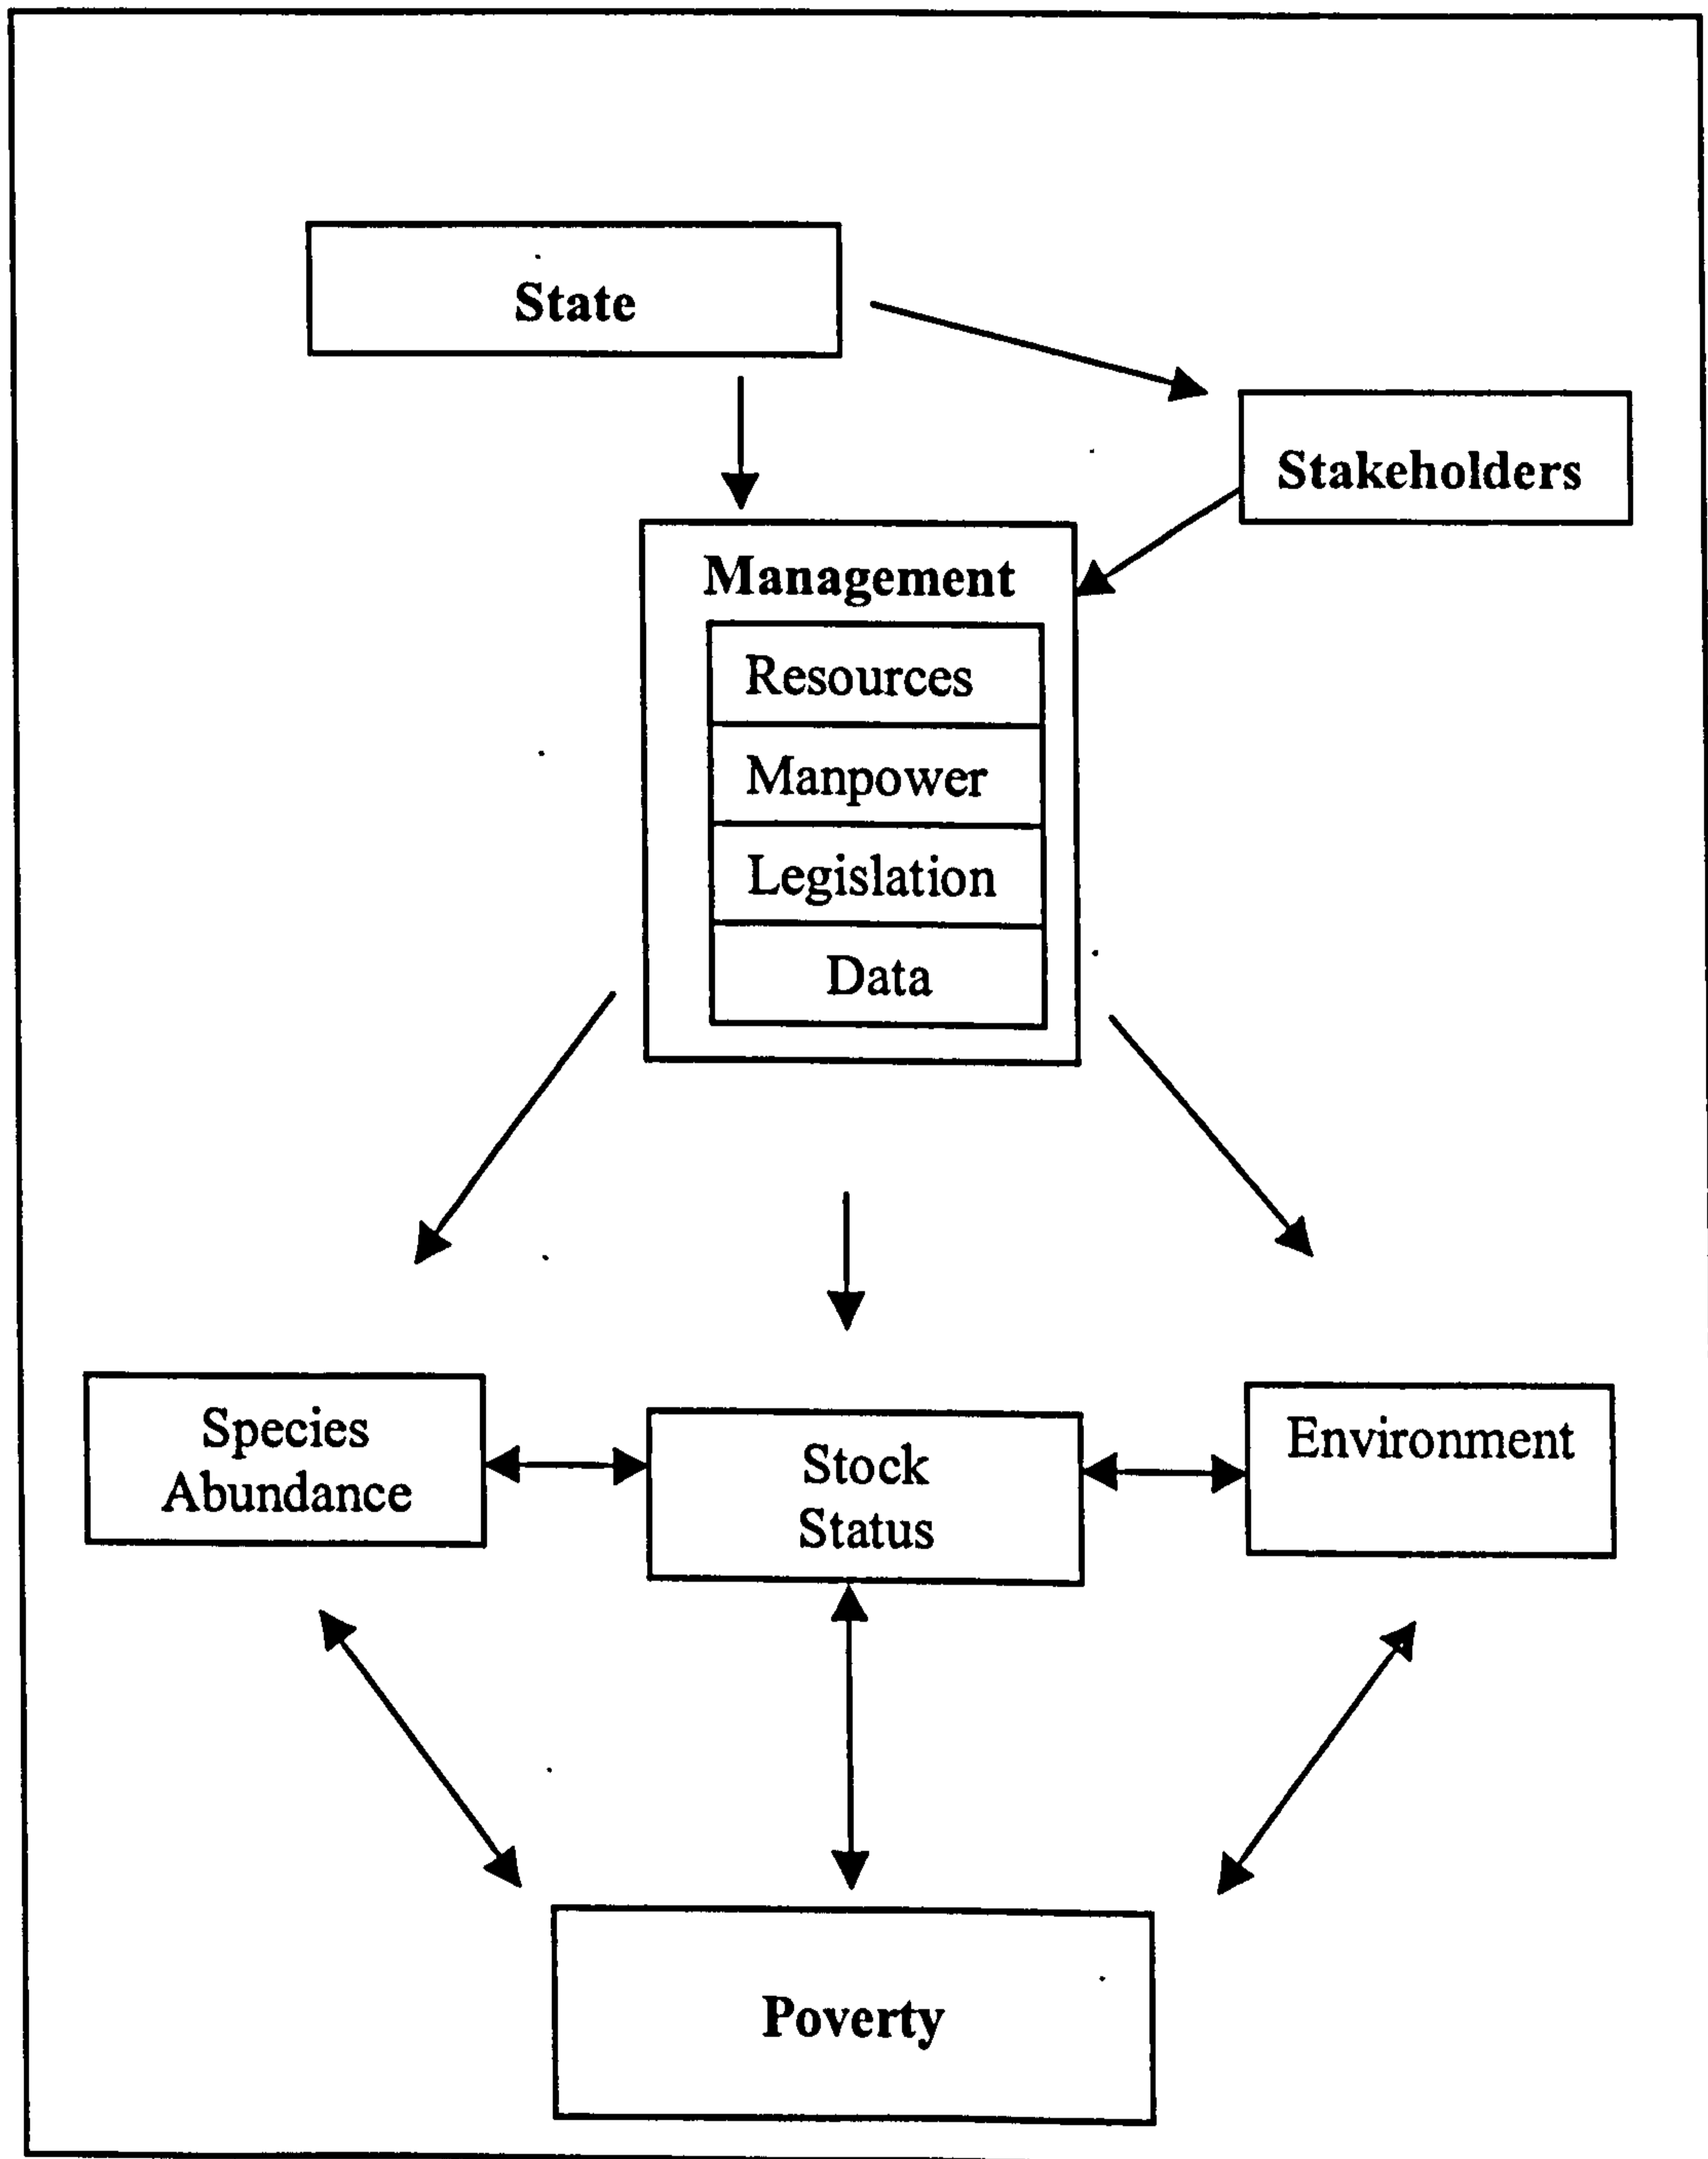 State
Stakeholders
Management
Resources
Manpower
Legislation
Data
Species
Abundance
Stock
Status
Environment
Poverty